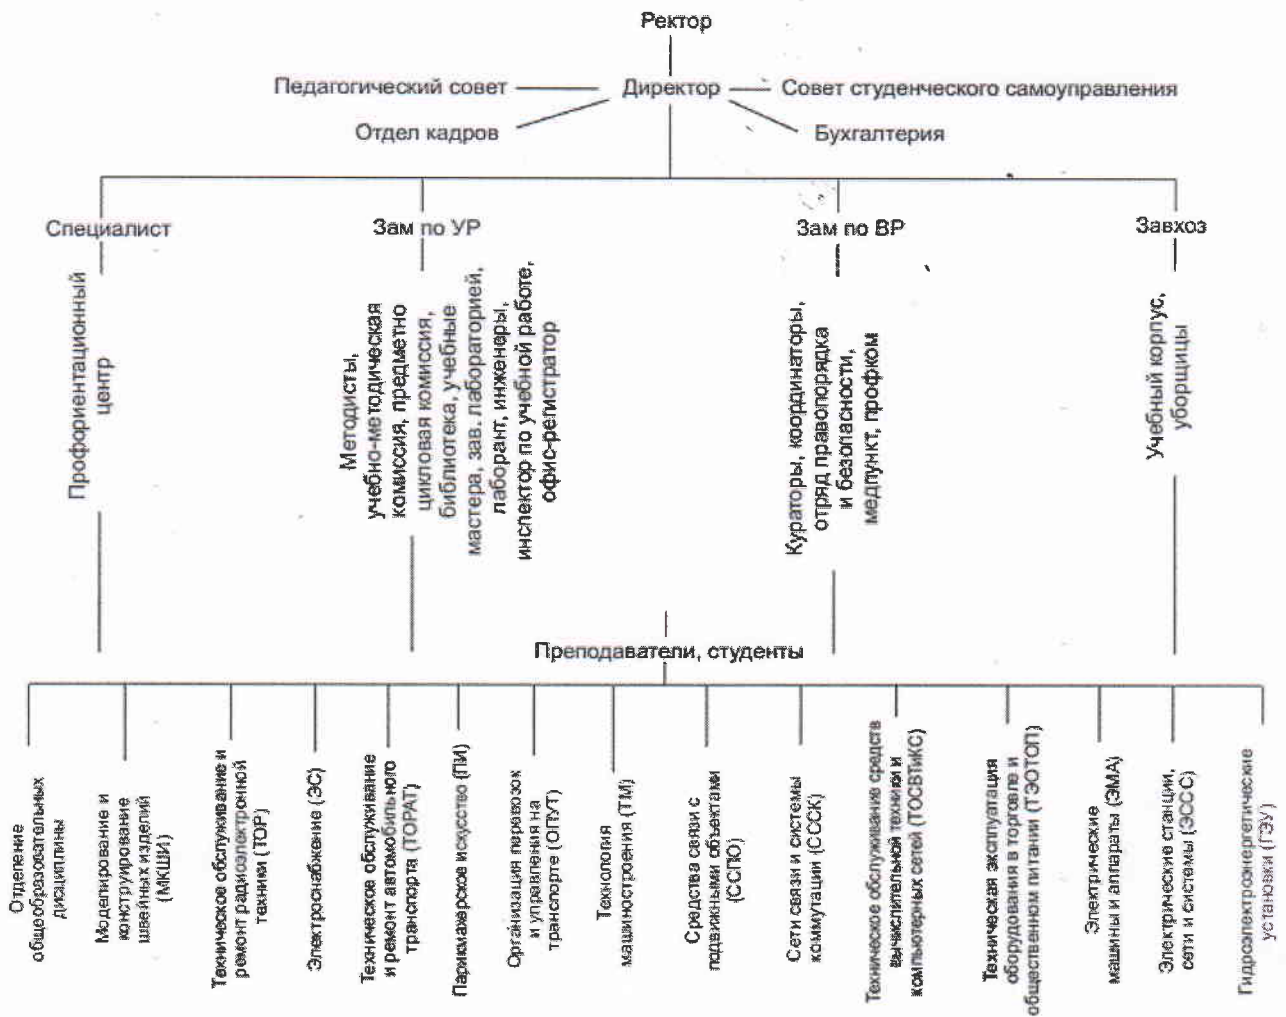 Ректор
Педагогический совет
Директор
Совет студенческого самоуправления
Отдел кадров
Бухгалтерия
Специалист
Зам по УР
Зам по ВР
Завхоз
Профориентационный
центр
Методисты,
учебно-методическая
комиссия, предметно
цикловая комиссия,
библиотека, учебные
мастера, зав. лабораторией,
лаборант, инженеры,
инспектор по учебной работе,
офис-регистратор
Кураторы, координаторы,
отряд правопорядка
и безопасности,
медпункт, профком
Учебный корпус,
уборщицы
Преподаватели, студенты
Отделение
общеобразовательных
дисциплины
Моделирование и
конструирование
швейных изделий
(МКШИ)
Техническое обслуживание и
ремонт радиоэлектронной
техники (ТОР)
Электроснабжение (ЭС)
Техническое обслуживание
и ремонт автомобильного
транспорта (ТОРАТ)
Парикмахерское искусство (ПИ)
Организация перевозок
и управления на
транспорте (ОПУТ)
Технология
машиностроения (ТМ)
Средства связи с
подвижными объектами
(ССПО)
Сети связи и системы
коммутации (СССК)
Техническое обслуживание средств
вычислительной техники и
компьютерных сетей (ТОСВТиКС)
Техническая эксплуатация
оборудования в торговле и
общественном питании (ТЭОТОП)
Электрические
машины и аппараты (ЭМА)
Электрические станции,
сети и системы (ЭССС)
Гидроэлектроэнергетические
установки (ГЭУ)